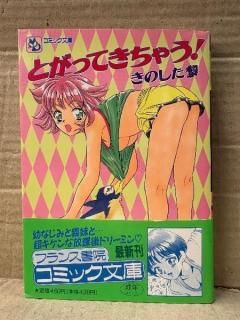 コミック文庫
とがってきちゃう!
きのした黎
幼なじみと義妹と…
超キケンな放課後ドリーミン♡
最新刊
フランス書院
コミック文庫
成年